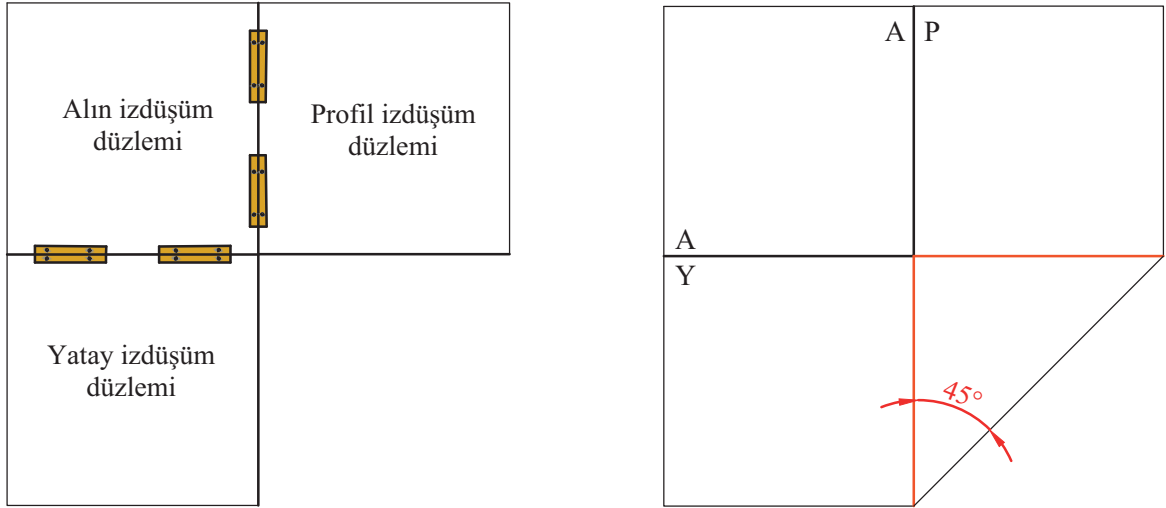 Alın izdüşüm
düzlemi
Profil izdüşüm
düzlemi
Yatay izdüşüm
düzlemi
A P
A
Y
45°